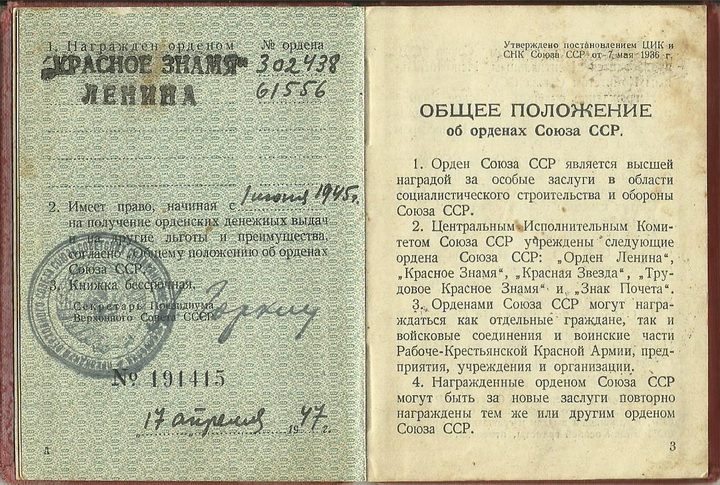 1. Награжден орденом № ордена
„КРАСНОЕ ЗНАМЯ“ 302438
ЛЕНИНА 61556
2. Имеет право, начиная с 1 июня 1945г.
на получение орденских денежных выдач
и на другие льготы и преимущества,
согласно общему положению об орденах
Союза ССР.
3. Книжка бессрочная.
Секретарь Президиума
Верховного Совета СССР
Горкин
№ 191415
17 апреля 1947 г.
Утверждено постановлением ЦИК и
СНК Союза ССР от 7 мая 1936 г.
ОБЩЕЕ ПОЛОЖЕНИЕ
об орденах Союза ССР.
1. Орден Союза ССР является высшей
наградой за особые заслуги в области
социалистического строительства и обороны
Союза ССР.
2. Центральным Исполнительным Коми-
тетом Союза ССР учреждены следующие
ордена Союза ССР: „Орден Ленина“,
„Красное Знамя“, „Красная Звезда“, „Тру-
довое Красное Знамя“ и „Знак Почета“.
3. Орденами Союза ССР могут награ-
ждаться как отдельные граждане, так и
войсковые соединения и воинские части
Рабоче-Крестьянской Красной Армии, пред-
приятия, учреждения и организации.
4. Награжденные орденом Союза ССР
могут быть за новые заслуги повторно
награждены тем же или другим орденом
Союза ССР.
3